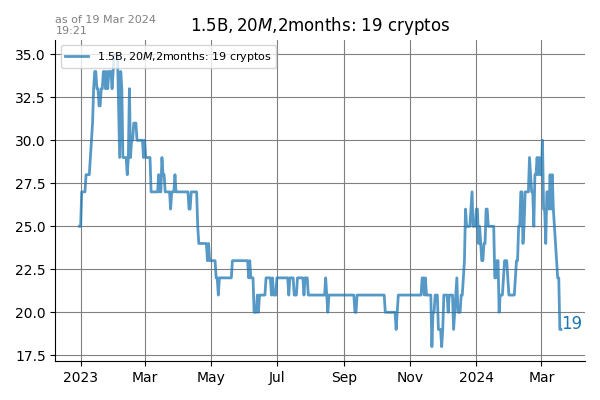 as of 19 Mar 2024
19:21
1.5B, 20M,2months: 19 cryptos
1.5B, 20M,2months: 19 cryptos
35.0
32.5
30.0
27.5
25.0
22.5
20.0
17.5
19
2023 Mar May Jul Sep Nov 2024 Mar